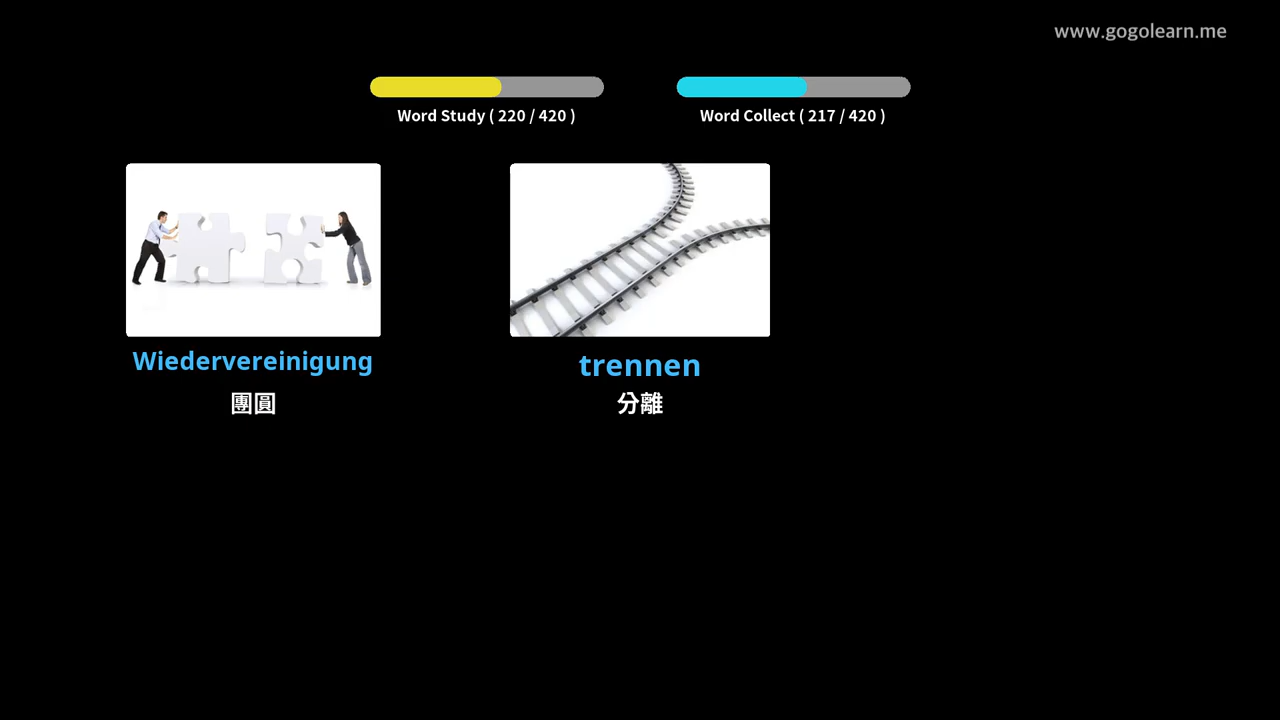 www.gogolearn.me
Word Study ( 220 / 420 )
Word Collect ( 217 / 420 )
Wiedervereinigung
團圓
trennen
分離